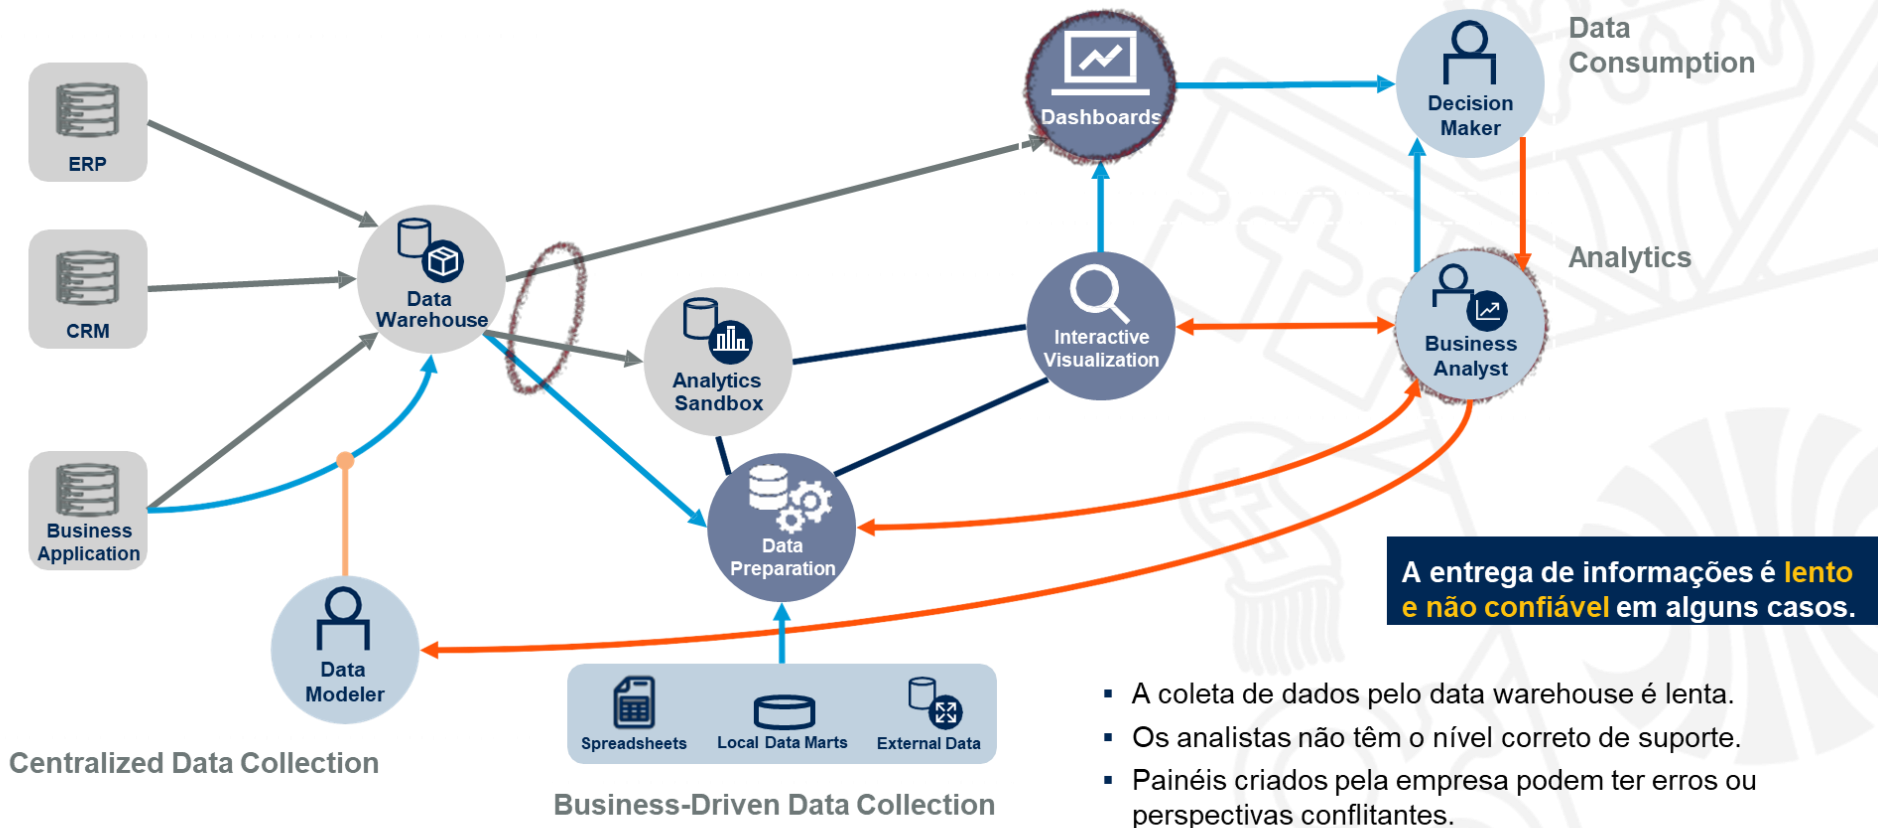 Data
Consumption
Dashboards
Decision
Maker
ERP
Data
Warehouse
CRM
Analytics
Analytics
Sandbox
Interactive
Visualization
Business
Analyst
Business
Application
Data
Preparation
A entrega de informações é lento
e não confiável em alguns casos.
Data
Modeler
Spreadsheets
Local Data Marts
External Data
Centralized Data Collection
Business-Driven Data Collection
▪ A coleta de dados pelo data warehouse é lenta.
▪ Os analistas não têm o nível correto de suporte.
▪ Painéis criados pela empresa podem ter erros ou
perspectivas conflitantes.